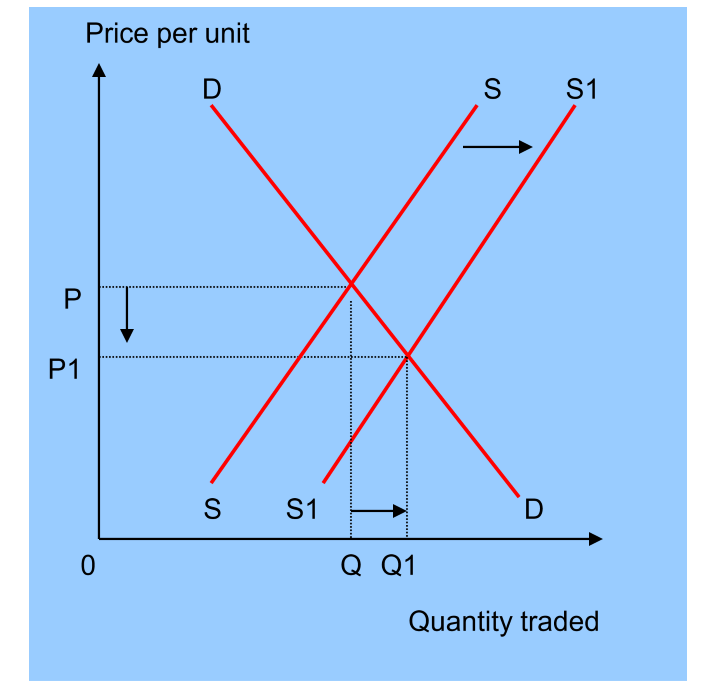 Price per unit
D S S1
P
P1
S S1 D
0 Q Q1
Quantity traded